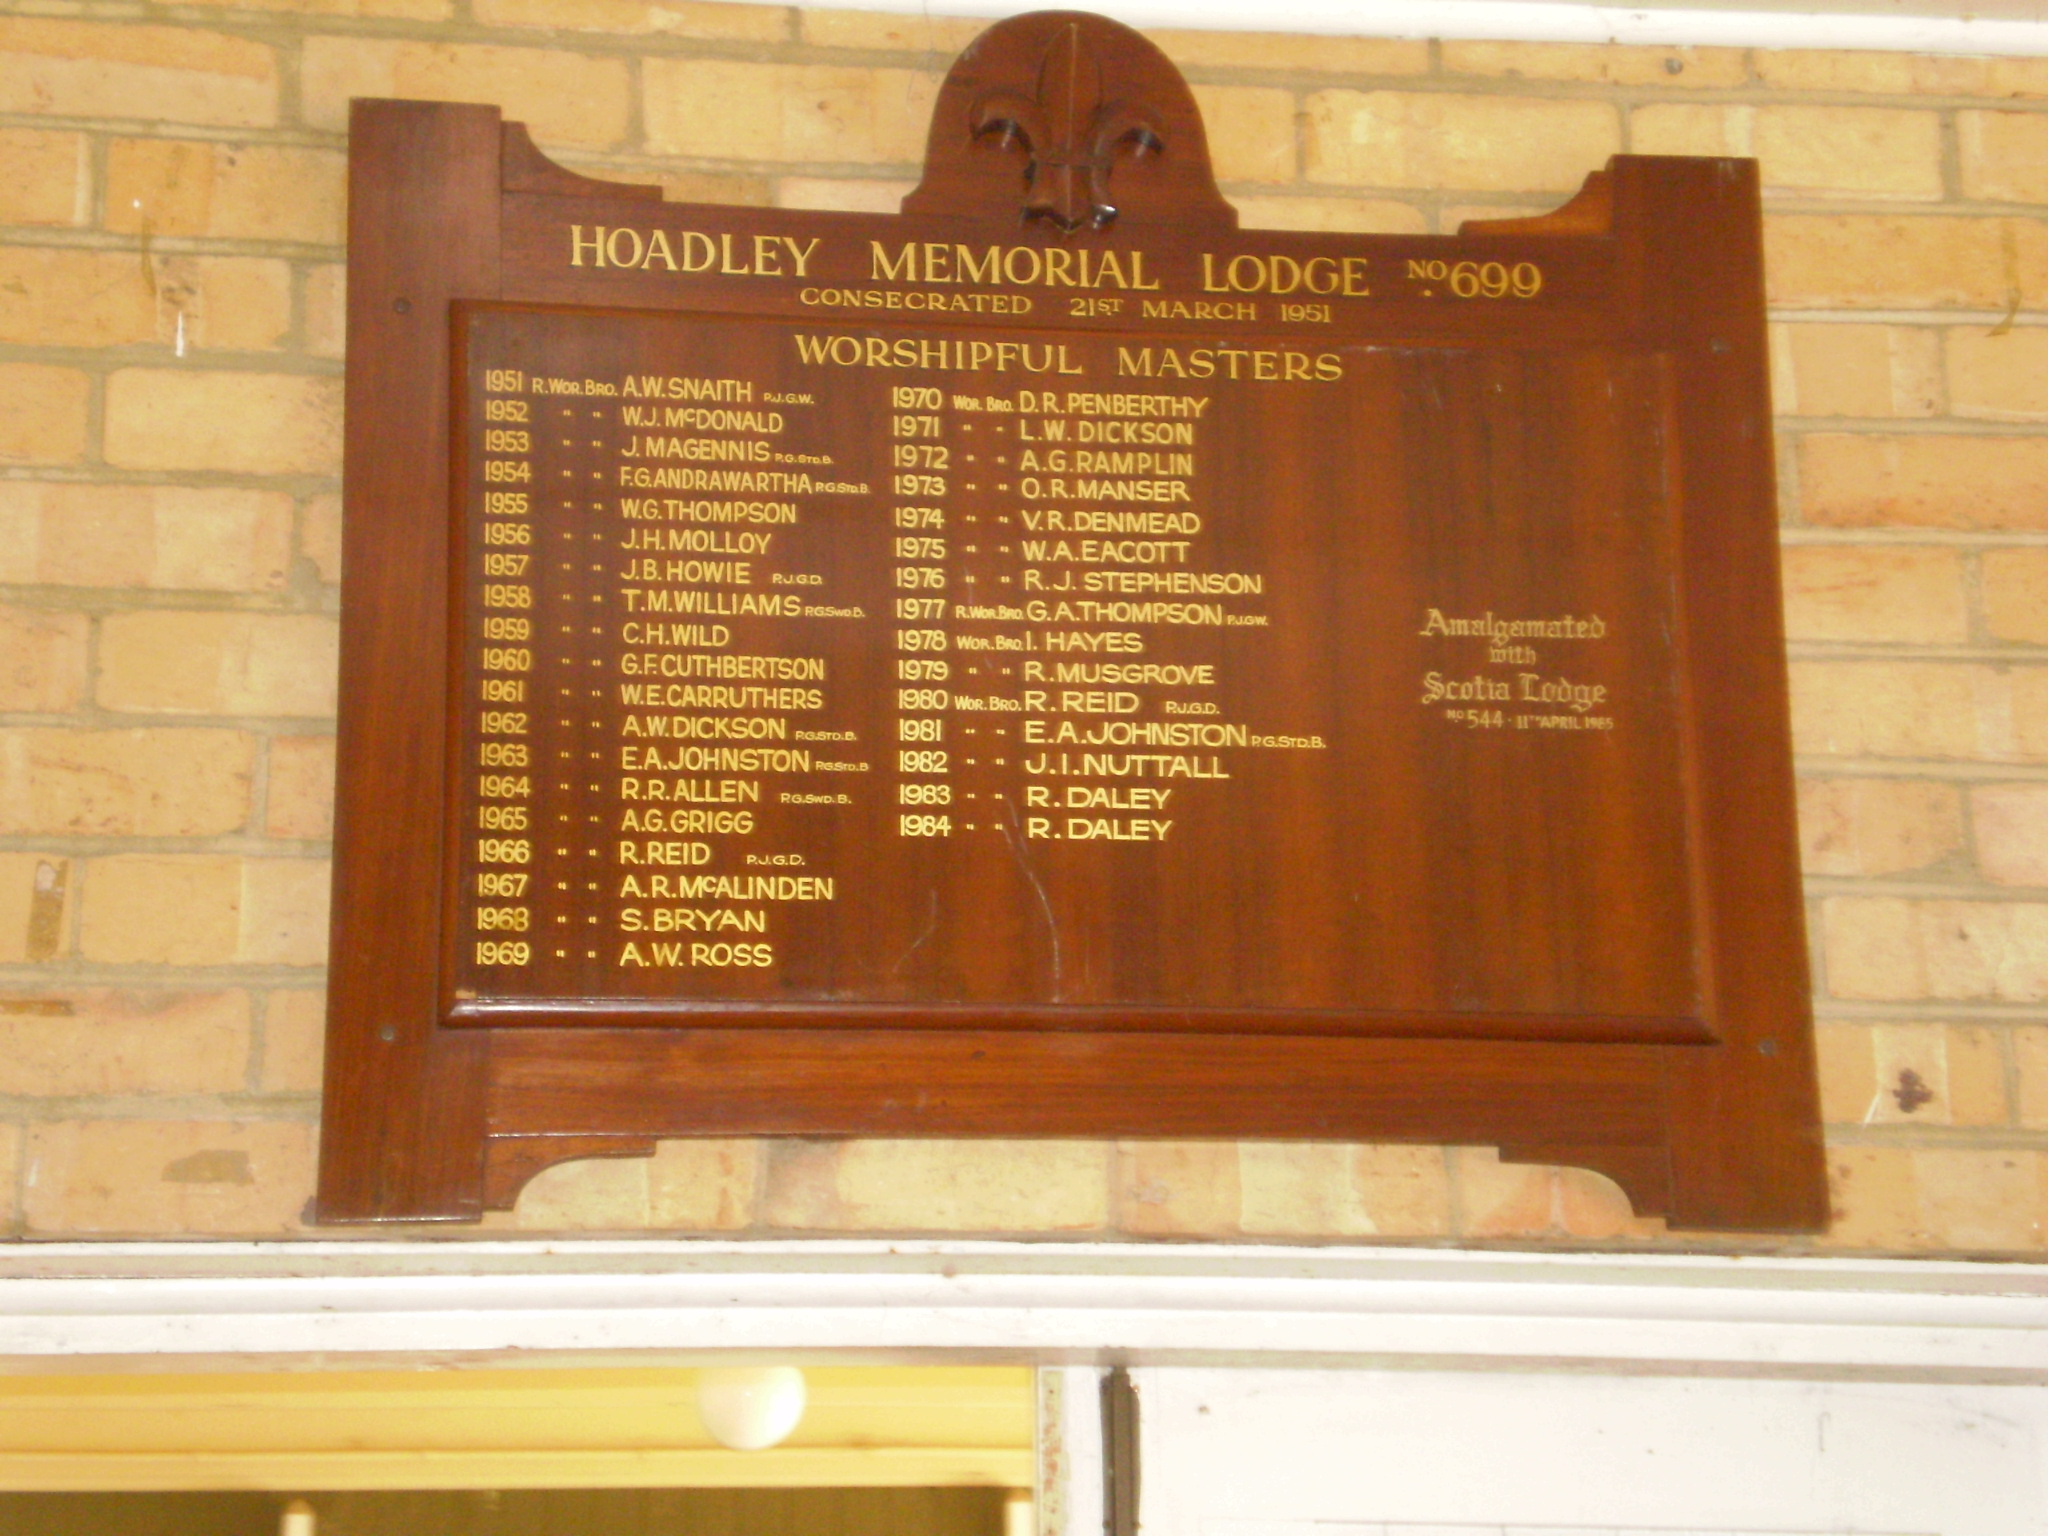 HOADLEY MEMORIAL LODGE No. 699
CONSECRATED 21ST MARCH 1951
WORSHIPFUL MASTERS
1951 R.WOR.BRO. A.W.SNAITH P.J.G.W.
1952 " " W.J.McDONALD
1953 " " J.MAGENNIS P.G.STD.B.
1954 " " F.G.ANDRAWARTHA P.G.STD.B.
1955 " " W.G.THOMPSON
1956 " " J.H.MOLLOY
1957 " " J.B.HOWIE P.J.G.D.
1958 " " T.M.WILLIAMS P.G.SWD.B.
1959 " " C.H.WILD
1960 " " G.F.CUTHBERTSON
1961 " " W.E.CARRUTHERS
1962 " " A.W.DICKSON P.G.STD.B.
1963 " " E.A.JOHNSTON P.G.STD.B
1964 " " R.R.ALLEN P.G.SWD.B.
1965 " " A.G.GRIGG
1966 " " R.REID P.J.G.D.
1967 " " A.R.McALINDEN
1968 " " S.BRYAN
1969 " " A.W.ROSS
1970 WOR.BRO. D.R.PENBERTHY
1971 " " L.W.DICKSON
1972 " " A.G.RAMPLIN
1973 " " O.R.MANSER
1974 " " V.R.DENMEAD
1975 " " W.A.EACOTT
1976 " " R.J.STEPHENSON
1977 R.WOR.BRO. G.A.THOMPSON P.J.G.W.
1978 WOR.BRO. I.HAYES
1979 " " R.MUSGROVE
1980 WOR.BRO. R.REID P.J.G.D.
1981 " " E.A.JOHNSTON P.G.STD.B.
1982 " " J.I.NUTTALL
1983 " " R.DALEY
1984 " " R.DALEY
Amalgamated
with
Scotia Lodge
No 544 · 11TH APRIL 1985